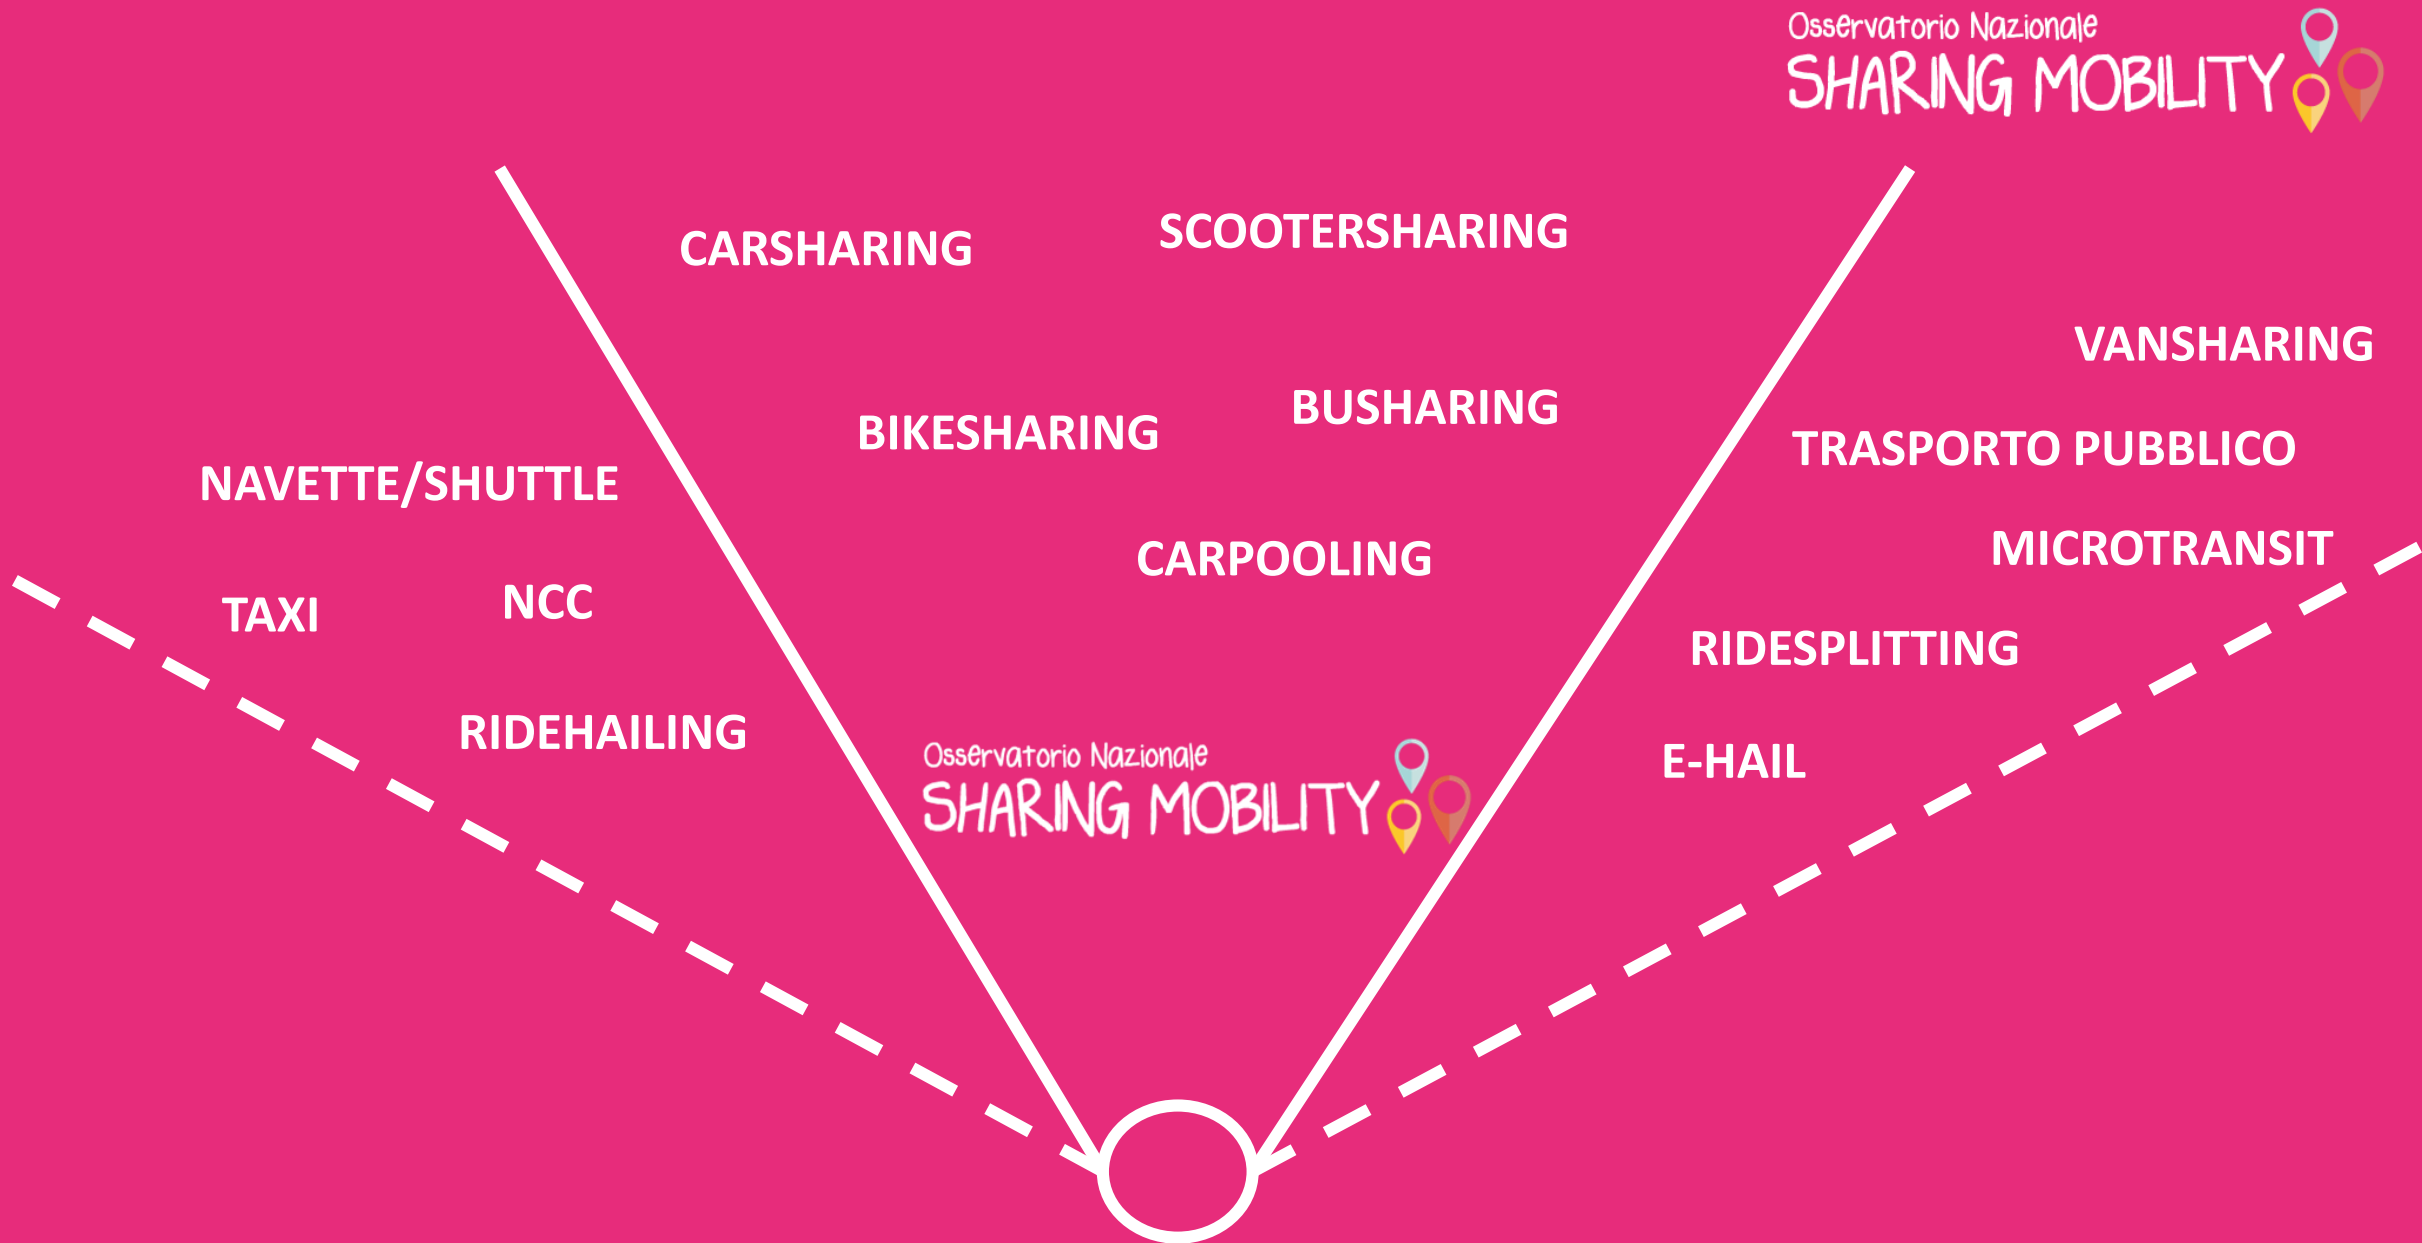 Osservatorio Nazionale
SHARING MOBILITY
CARSHARING
SCOOTERSHARING
BIKESHARING
BUSHARING
CARPOOLING
NAVETTE/SHUTTLE
TAXI
NCC
RIDEHAILING
VANSHARING
TRASPORTO PUBBLICO
MICROTRANSIT
RIDESPLITTING
E-HAIL
Osservatorio Nazionale
SHARING MOBILITY